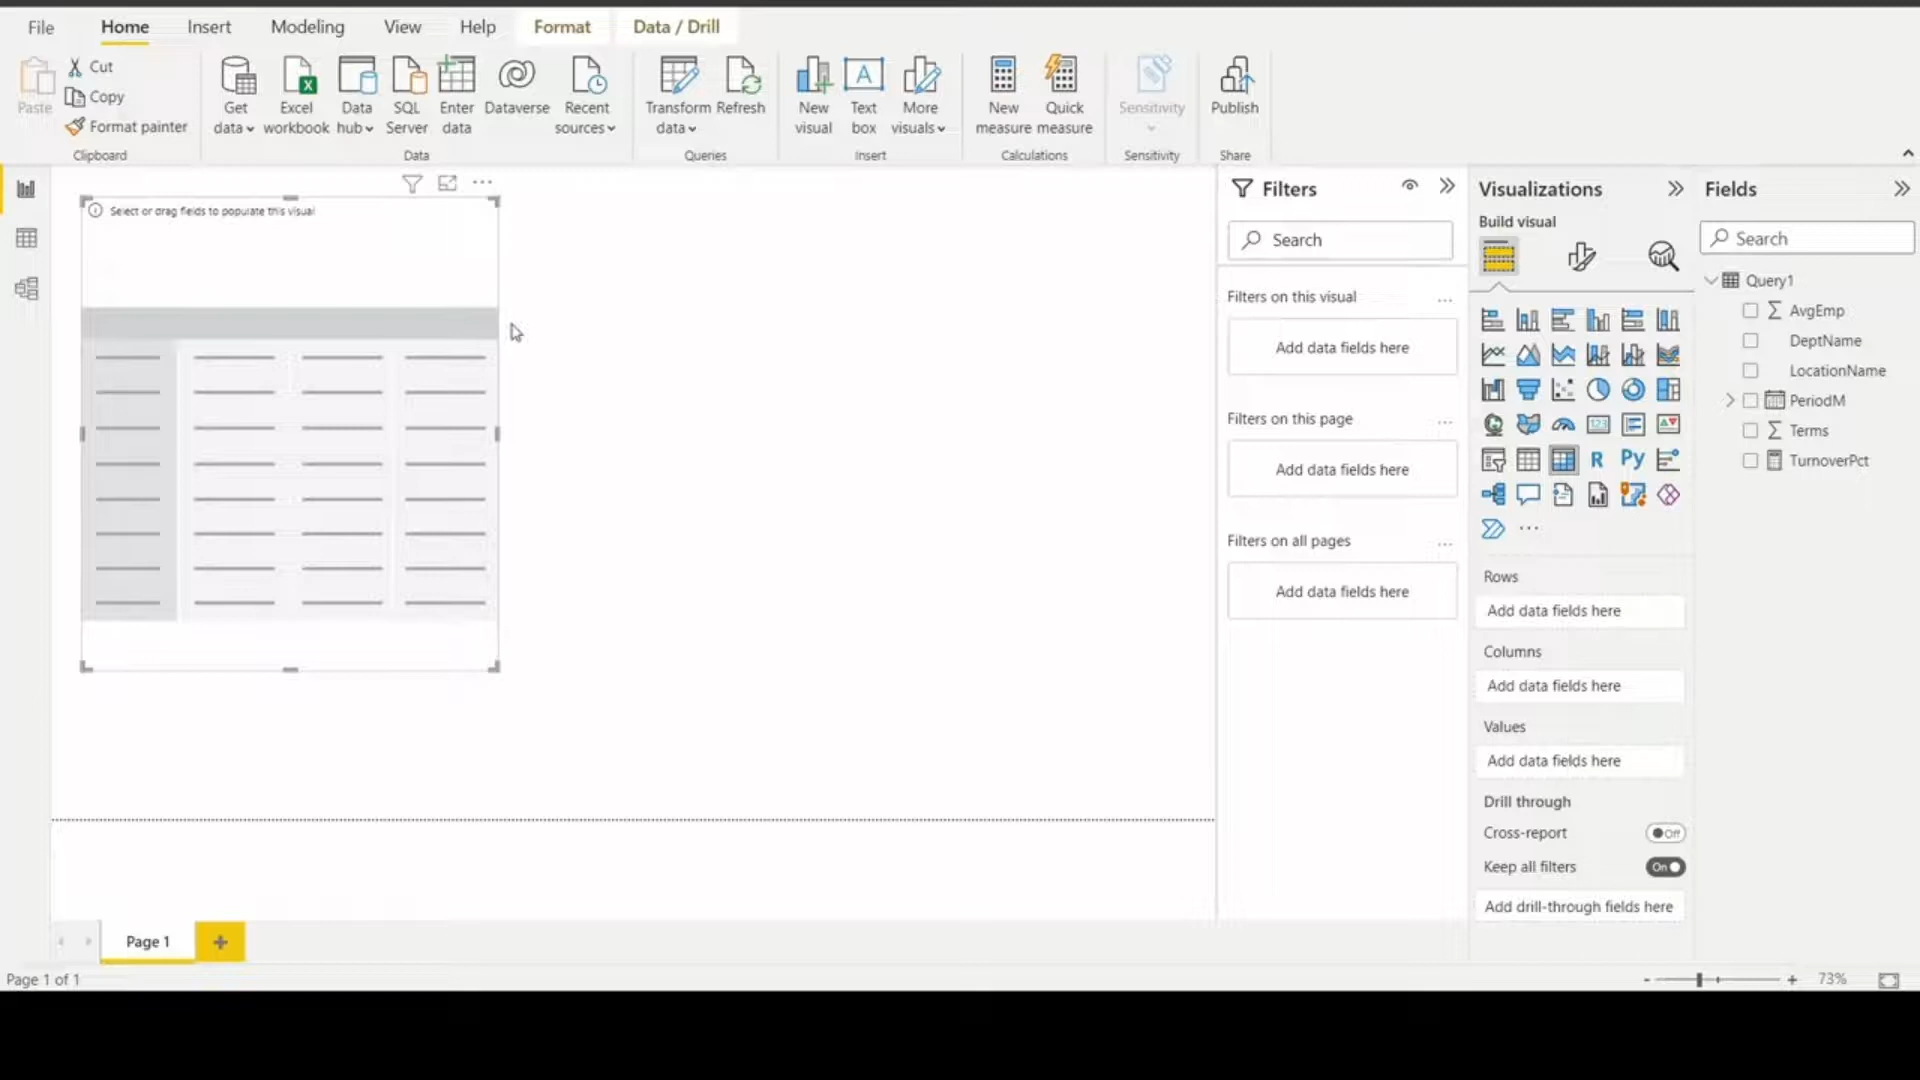 File Home Insert Modeling View Help Format Data / Drill
Paste
Cut
Copy
Format painter
Clipboard
Get data
Excel workbook
Data hub
SQL Server
Enter data
Dataverse
Recent sources
Data
Transform data
Refresh
Queries
New visual
A
Text box
More visuals
Insert
New measure
Quick measure
Calculations
Sensitivity
Sensitivity
Publish
Share
Select or drag fields to populate this visual
Filters
Search
Filters on this visual
...
Add data fields here
Filters on this page
...
Add data fields here
Filters on all pages
...
Add data fields here
Visualizations
Build visual
123
R
Py
...
Rows
Add data fields here
Columns
Add data fields here
Values
Add data fields here
Drill through
Cross-report
Off
Keep all filters
On
Add drill-through fields here
Fields
Search
Query1
∑ AvgEmp
DeptName
LocationName
PeriodM
∑ Terms
TurnoverPct
Page 1
+
Page 1 of 1
- + 73%